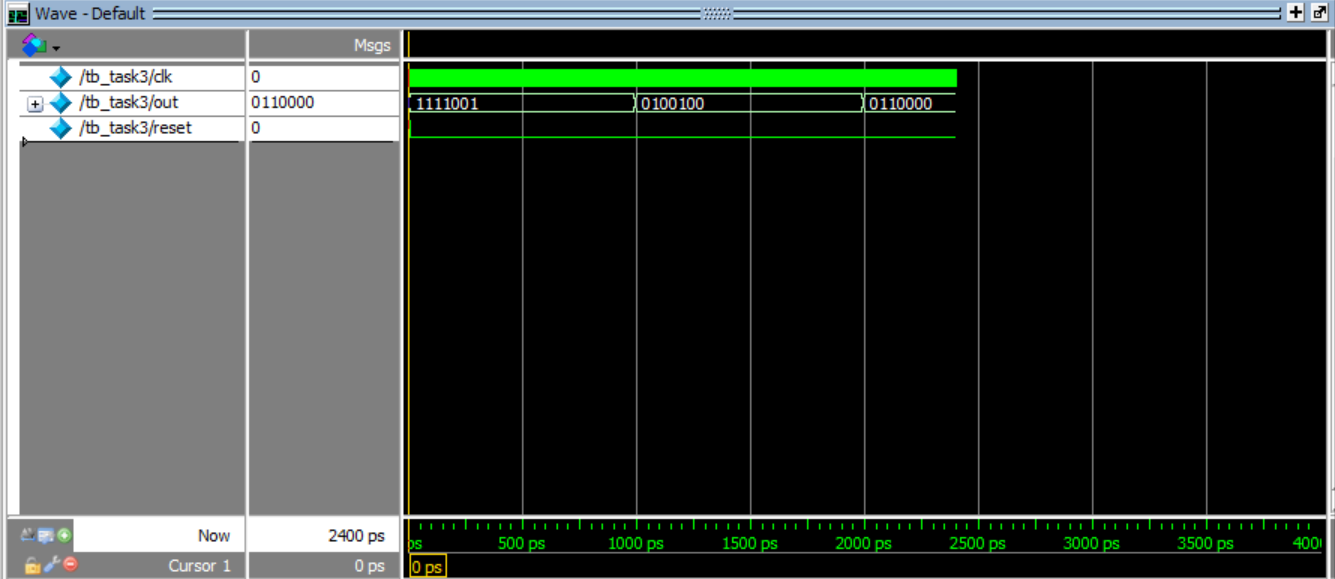 Wave - Default
Msgs
/tb_task3/clk 0
/tb_task3/out 0110000 1111001 0100100 0110000
/tb_task3/reset 0
Now 2400 ps ps 500 ps 1000 ps 1500 ps 2000 ps 2500 ps 3000 ps 3500 ps 400
Cursor 1 0 ps 0 ps